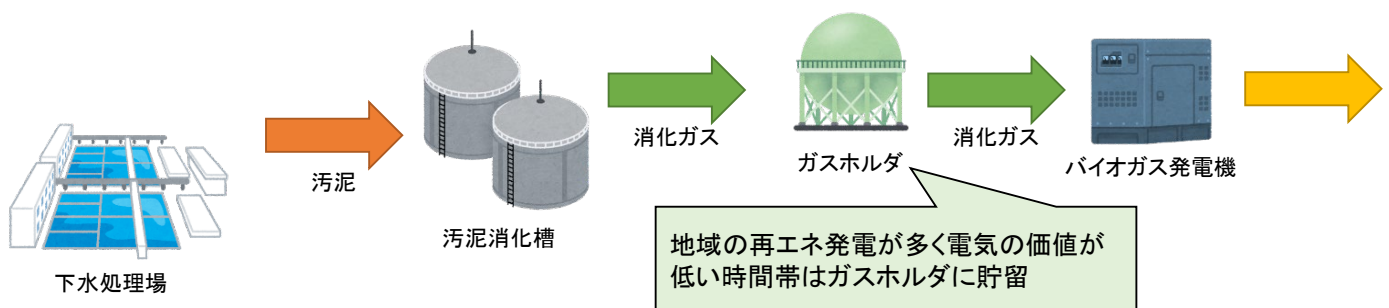 汚泥
消化ガス
消化ガス
下水処理場
汚泥消化槽
ガスホルダ
バイオガス発電機
地域の再エネ発電が多く電気の価値が
低い時間帯はガスホルダに貯留